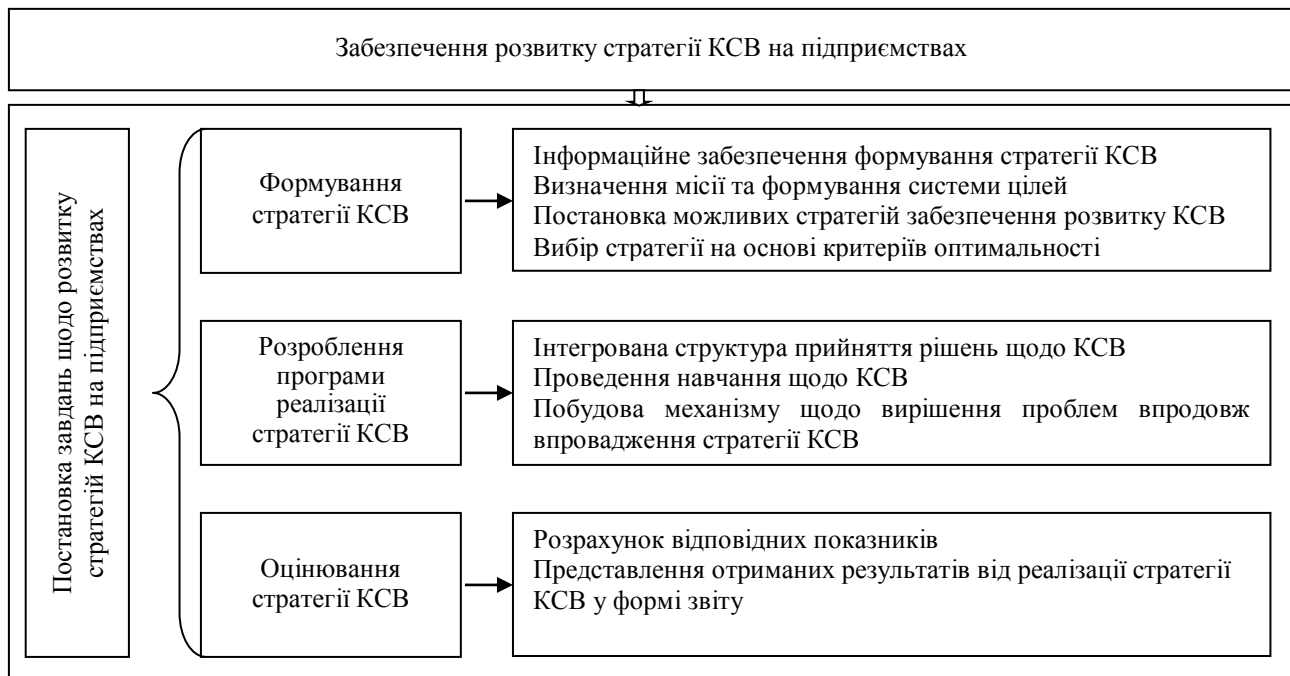 Забезпечення розвитку стратегії КСВ на підприємствах
Постановка завдань щодо розвитку
стратегій КСВ на підприємствах
Формування
стратегії КСВ
Інформаційне забезпечення формування стратегії КСВ
Визначення місії та формування системи цілей
Постановка можливих стратегій забезпечення розвитку КСВ
Вибір стратегії на основі критеріїв оптимальності
Розроблення
програми
реалізації
стратегії КСВ
Інтегрована структура прийняття рішень щодо КСВ
Проведення навчання щодо КСВ
Побудова механізму щодо вирішення проблем впродовж
впровадження стратегії КСВ
Оцінювання
стратегії КСВ
Розрахунок відповідних показників
Представлення отриманих результатів від реалізації стратегії
КСВ у формі звіту